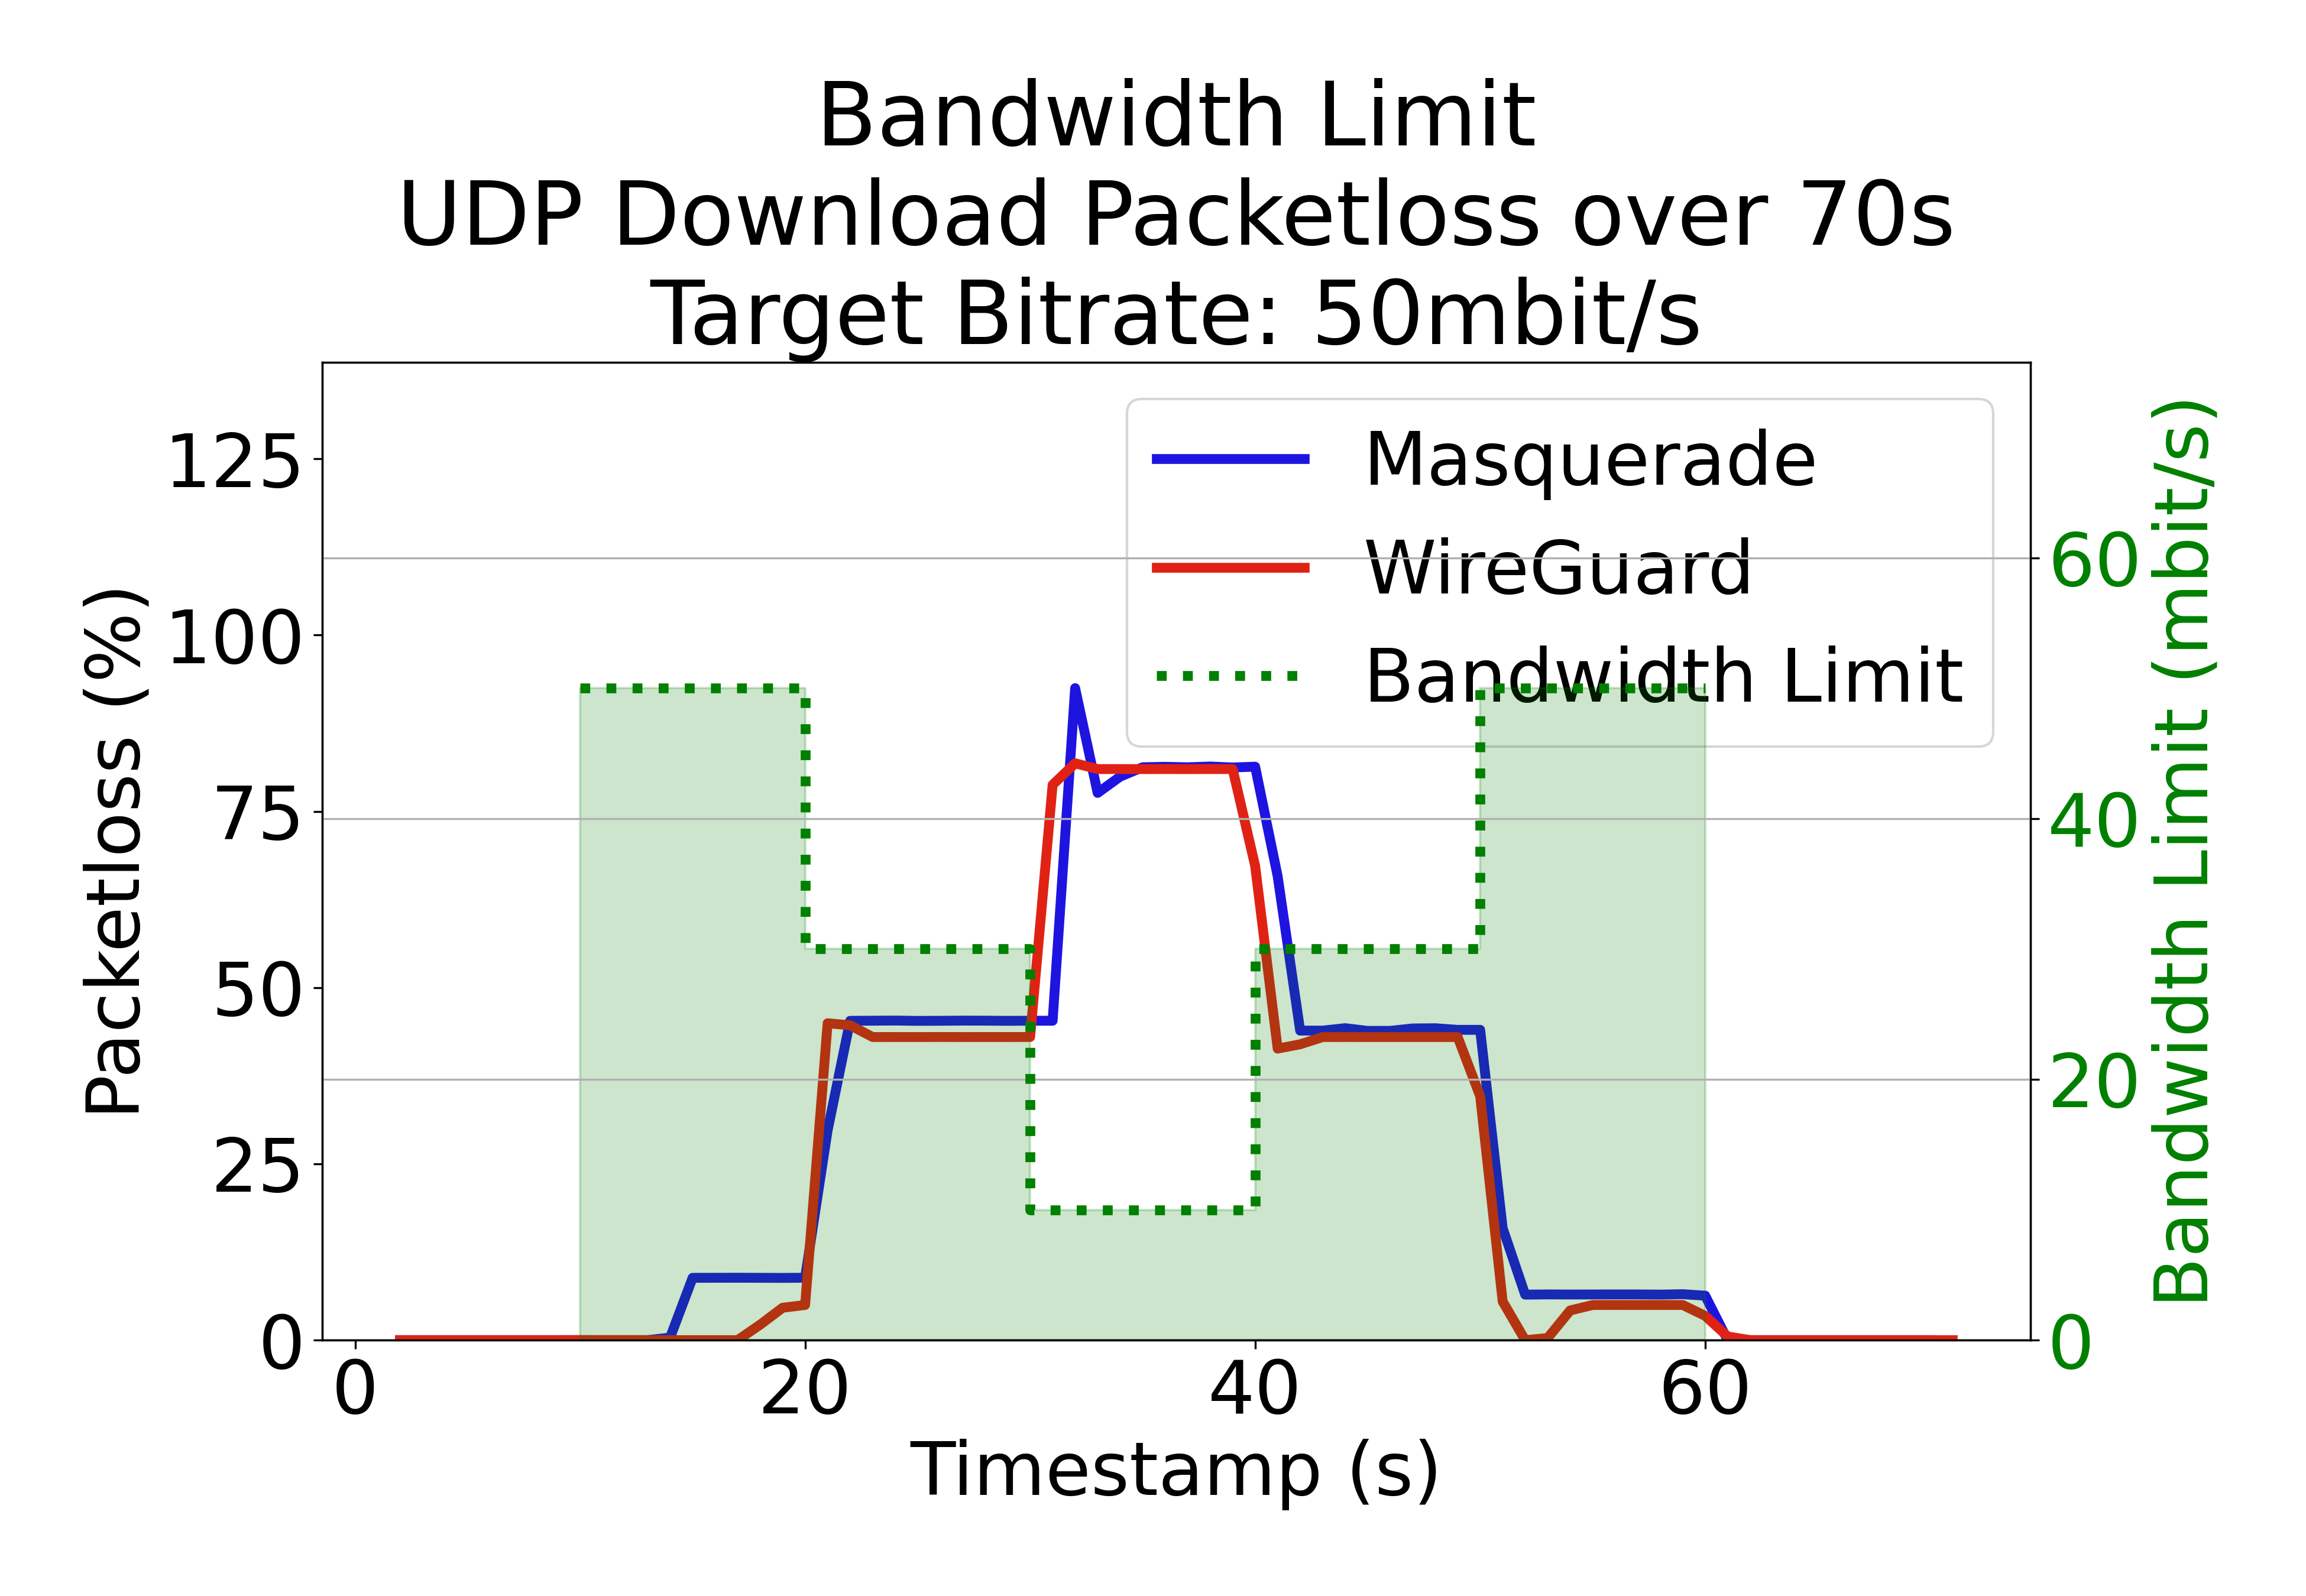 Bandwidth Limit
UDP Download Packetloss over 70s
Target Bitrate: 50mbit/s
Packetloss (%)
125
100
75
50
25
0
Masquerade
WireGuard
Bandwidth Limit
60
40
20
0
Bandwidth Limit (mbit/s)
0 20 40 60
Timestamp (s)